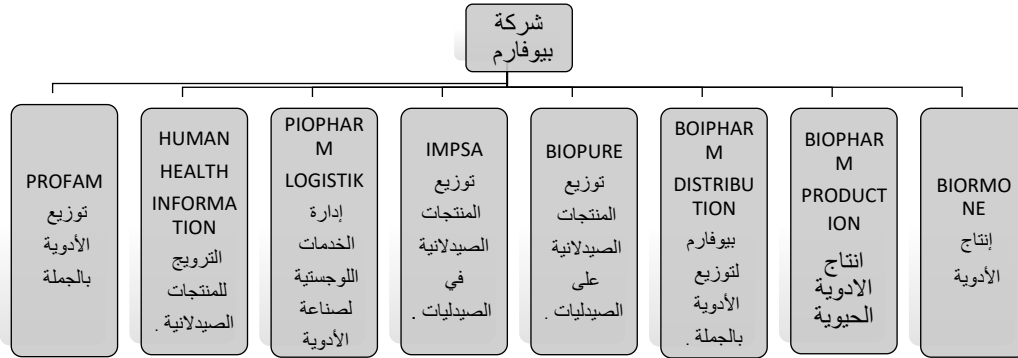 شركة
بيوفارم
PROFAM
توزيع
الأدوية
بالجملة
HUMAN
HEALTH
INFORMA
TION
الترويج
للمنتجات
الصيدلانية .
PIOPHAR
M
LOGISTIK
إدارة
الخدمات
اللوجستية
لصناعة
الأدوية
IMPSA
توزيع
المنتجات
الصيدلانية
في
الصيدليات .
BIOPURE
توزيع
المنتجات
الصيدلانية
على
الصيدليات .
BOIPHAR
M
DISTRIBU
TION
بيوفارم
لتوزيع
الأدوية
بالجملة .
BIOPHAR
M
PRODUCT
ION
انتاج
الادوية
الحيوية
BIORMO
NE
إنتاج
الأدوية